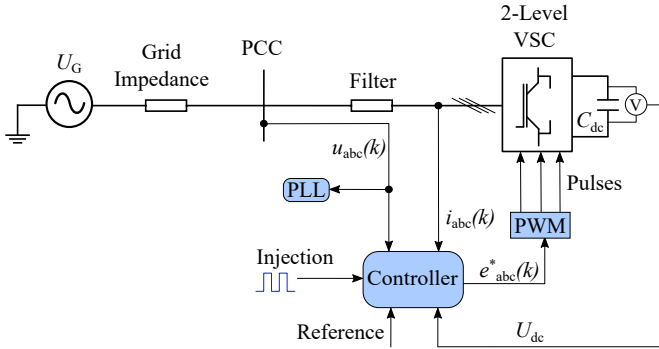 2-Level
VSC
PCC
Grid
Impedance
U_G
Filter
V
C_dc
u_abc(k)
PLL
Pulses
i_abc(k)
PWM
Injection
Controller
e*_abc(k)
Reference
U_dc